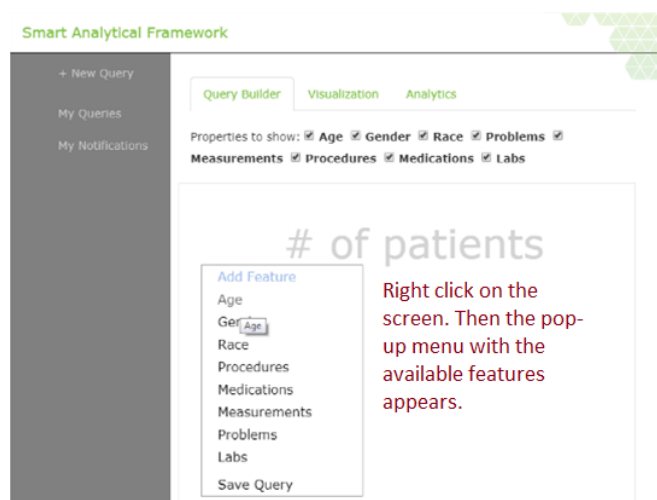 Smart Analytical Framework
+ New Query
My Queries
My Notifications
Query Builder Visualization Analytics
Properties to show: Age Gender Race Problems
Measurements Procedures Medications Labs
# of patients
Add Feature
Age
Age
Race
Procedures
Medications
Measurements
Problems
Labs
Save Query
Right click on the
screen. Then the pop-
up menu with the
available features
appears.